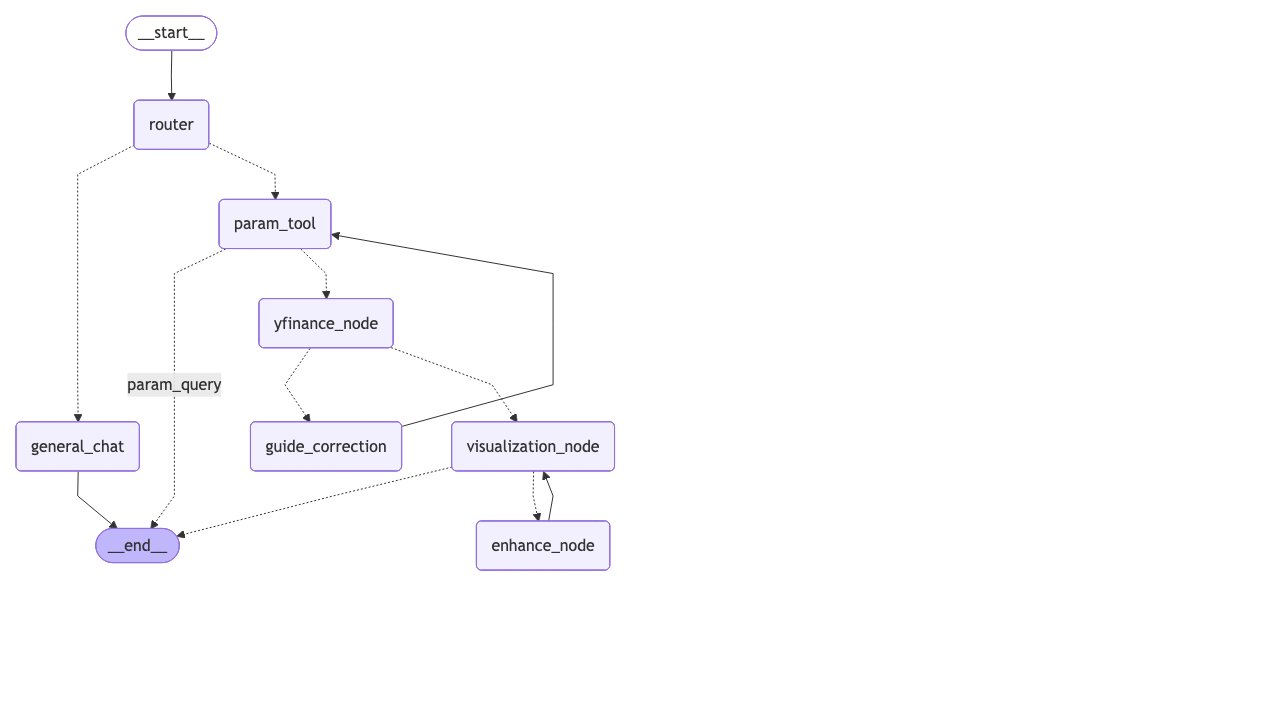 __start__
router
param_tool
yfinance_node
param_query
general_chat
guide_correction
visualization_node
__end__
enhance_node